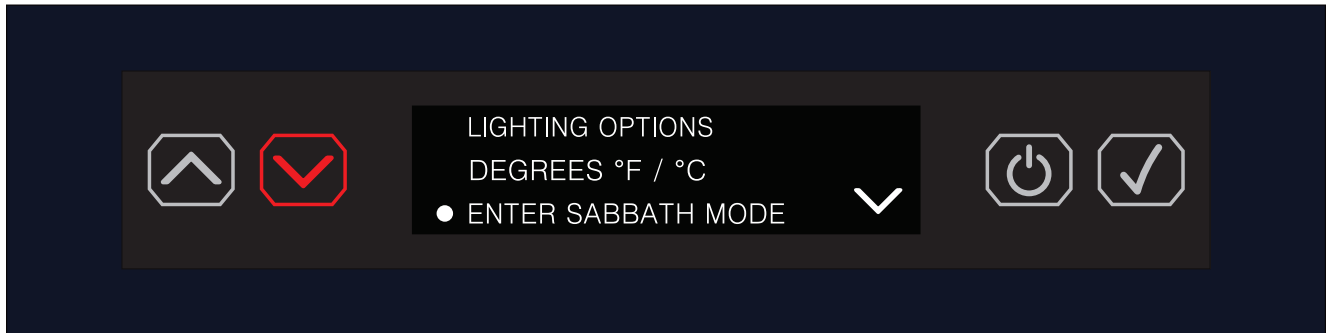 LIGHTING OPTIONS
DEGREES °F / °C
ENTER SABBATH MODE